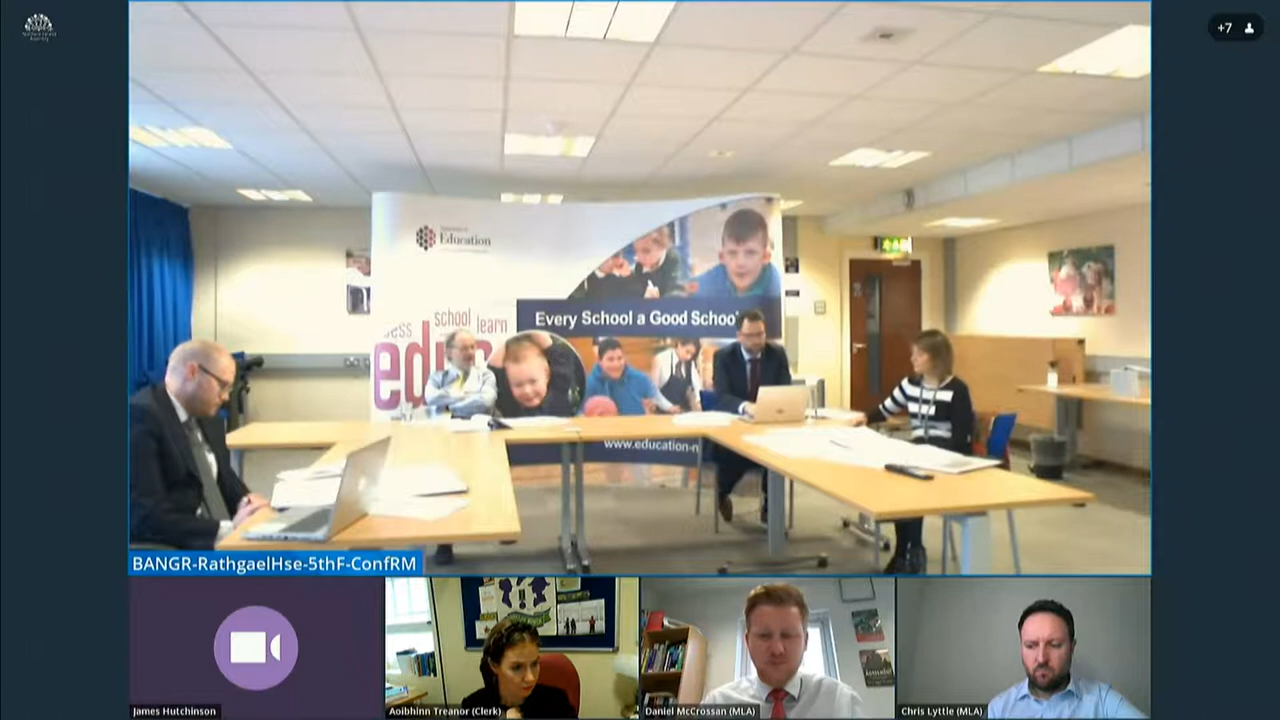 +7
Education
Every School a Good School
school
learn
www.education-n
BANGR-RathgaelHse-5thF-ConfRM
James Hutchinson
Aoibhinn Treanor (Clerk)
Daniel McCrossan (MLA)
Chris Lyttle (MLA)